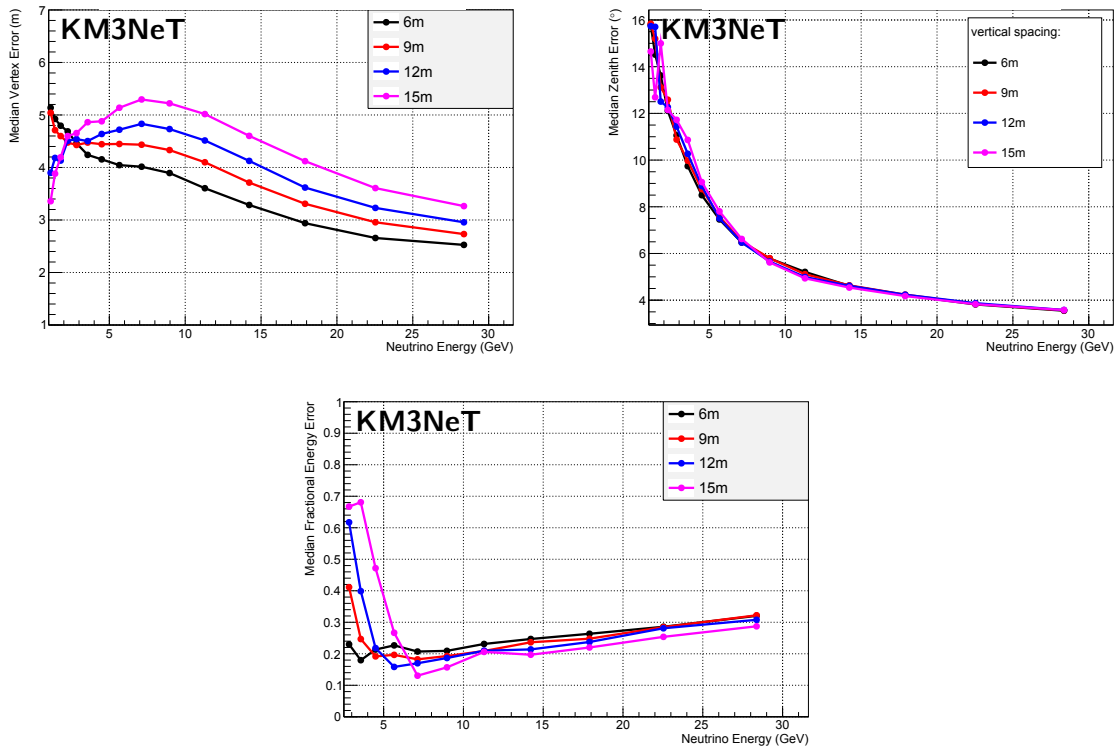 Median Vertex Error (m)
7
6
5
4
3
2
1
KM3NeT
6m
9m
12m
15m
5
10
15
20
25
30
Neutrino Energy (GeV)
Median Zenith Error (°)
16
14
12
10
8
6
4
KM3NeT
vertical spacing:
6m
9m
12m
15m
5
10
15
20
25
30
Neutrino Energy (GeV)
Median Fractional Energy Error
1
0.9
0.8
0.7
0.6
0.5
0.4
0.3
0.2
0.1
0
KM3NeT
6m
9m
12m
15m
5
10
15
20
25
30
Neutrino Energy (GeV)